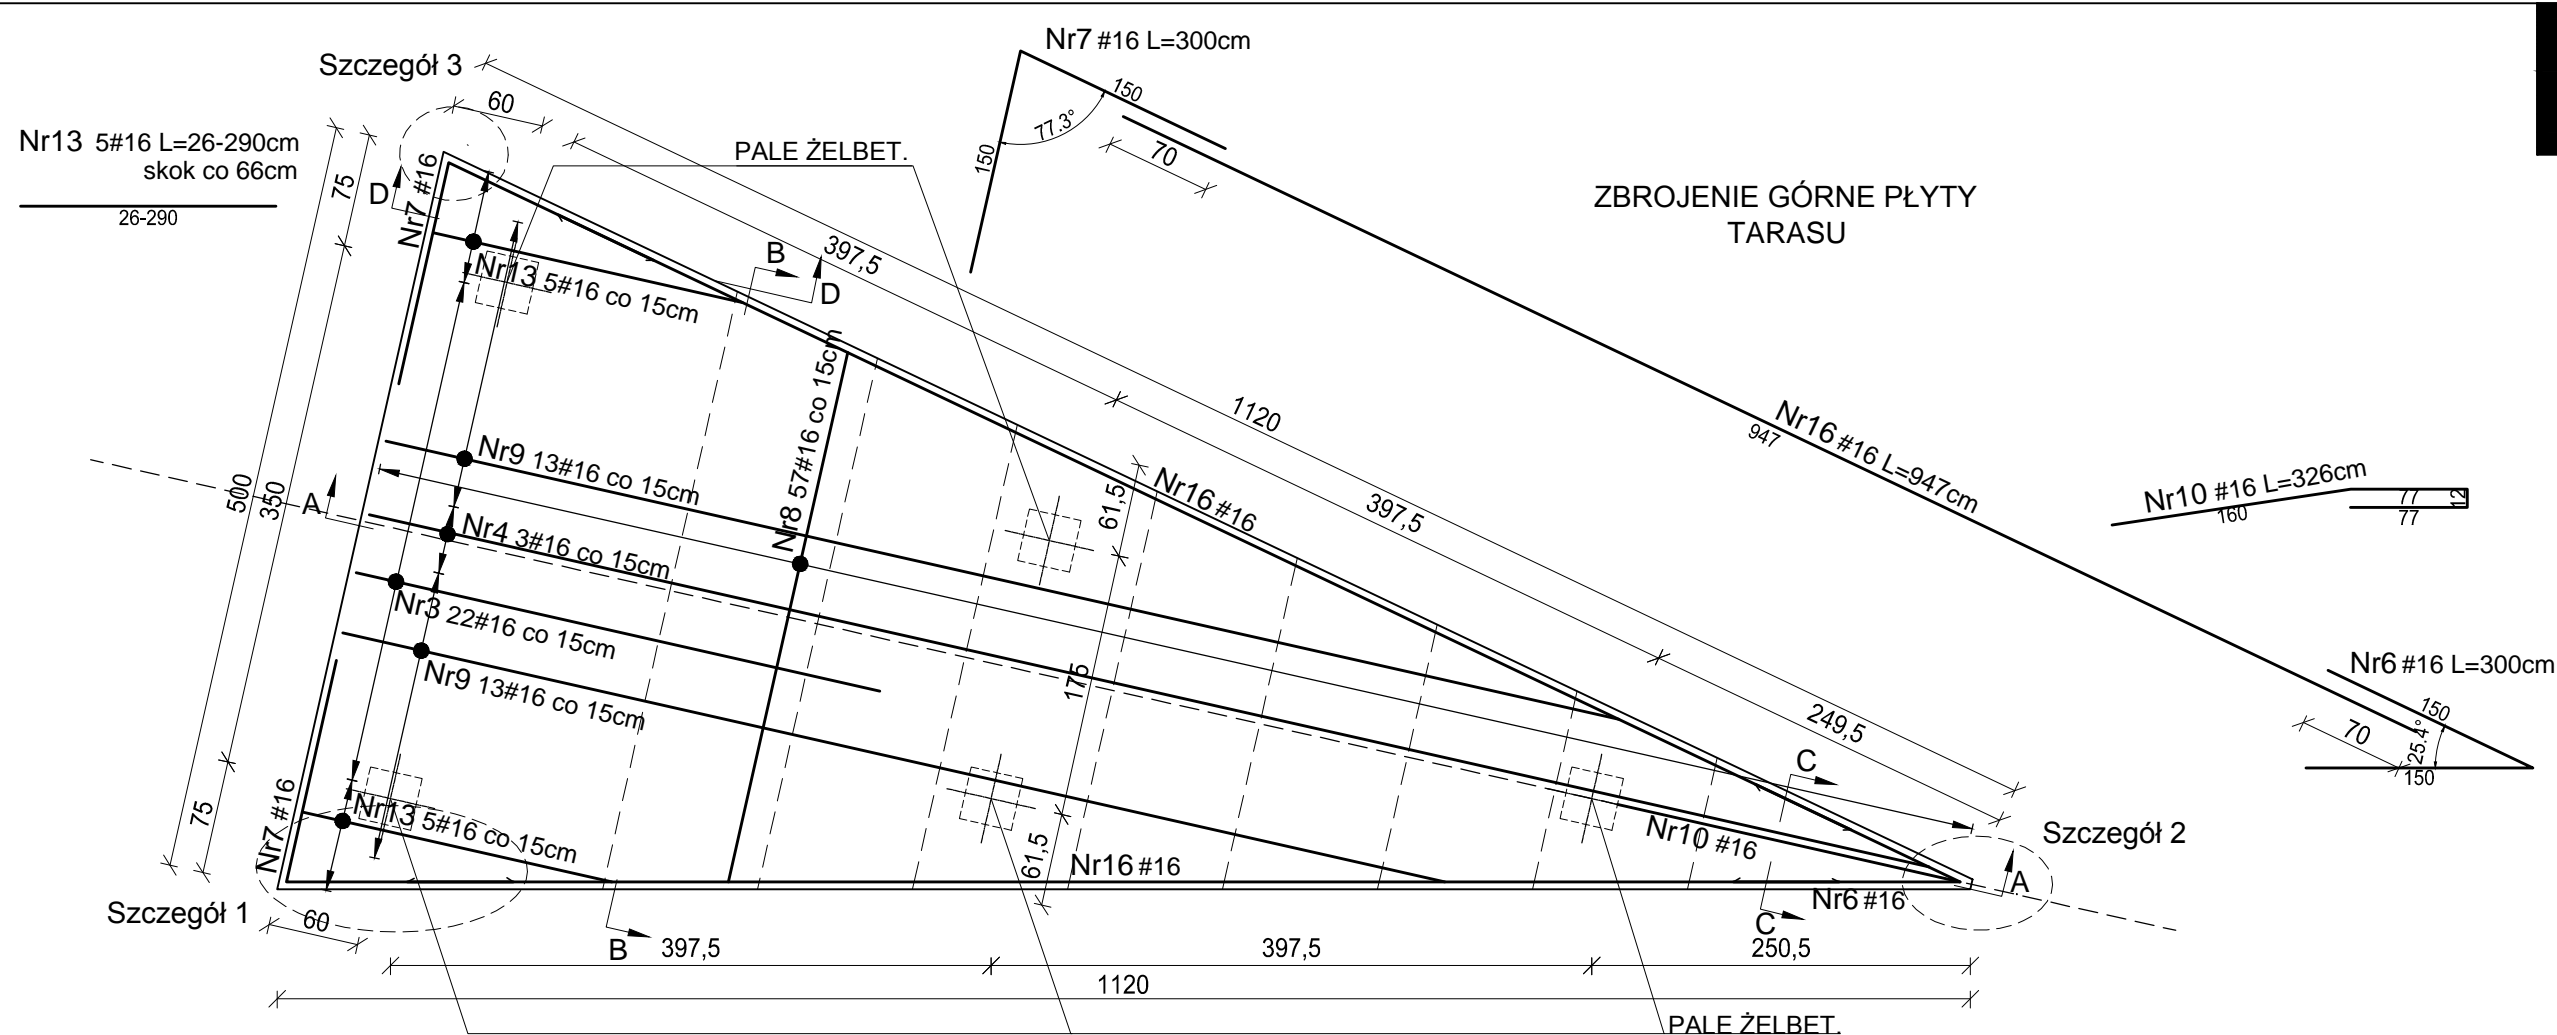 Nr7 #16 L=300cm
Szczegół 3
60
150
77.3°
150
70
Nr13 5#16 L=26-290cm
skok co 66cm
26-290
75
D
Nr7 #16
PALE ŻELBET.
ZBROJENIE GÓRNE PŁYTY
TARASU
397,5
B
D
Nr13 5#16 co 15cm
Nr8 57#16 co 15cm
1120
Nr16 #16 L=947cm
947
Nr9 13#16 co 15cm
Nr16 #16
61,5
397,5
Nr10 #16 L=326cm
160
77
12
77
500
350
A
Nr4 3#16 co 15cm
Nr3 22#16 co 15cm
Nr9 13#16 co 15cm
175
Nr6 #16 L=300cm
150
70
25.4°
150
249,5
C
75
Nr7 #16
Nr13 5#16 co 15cm
61,5
Nr16 #16
Nr10 #16
Szczegół 2
A
Nr6 #16
Szczegół 1
60
B
C
397,5
397,5
250,5
1120
PALE ŻELBET.